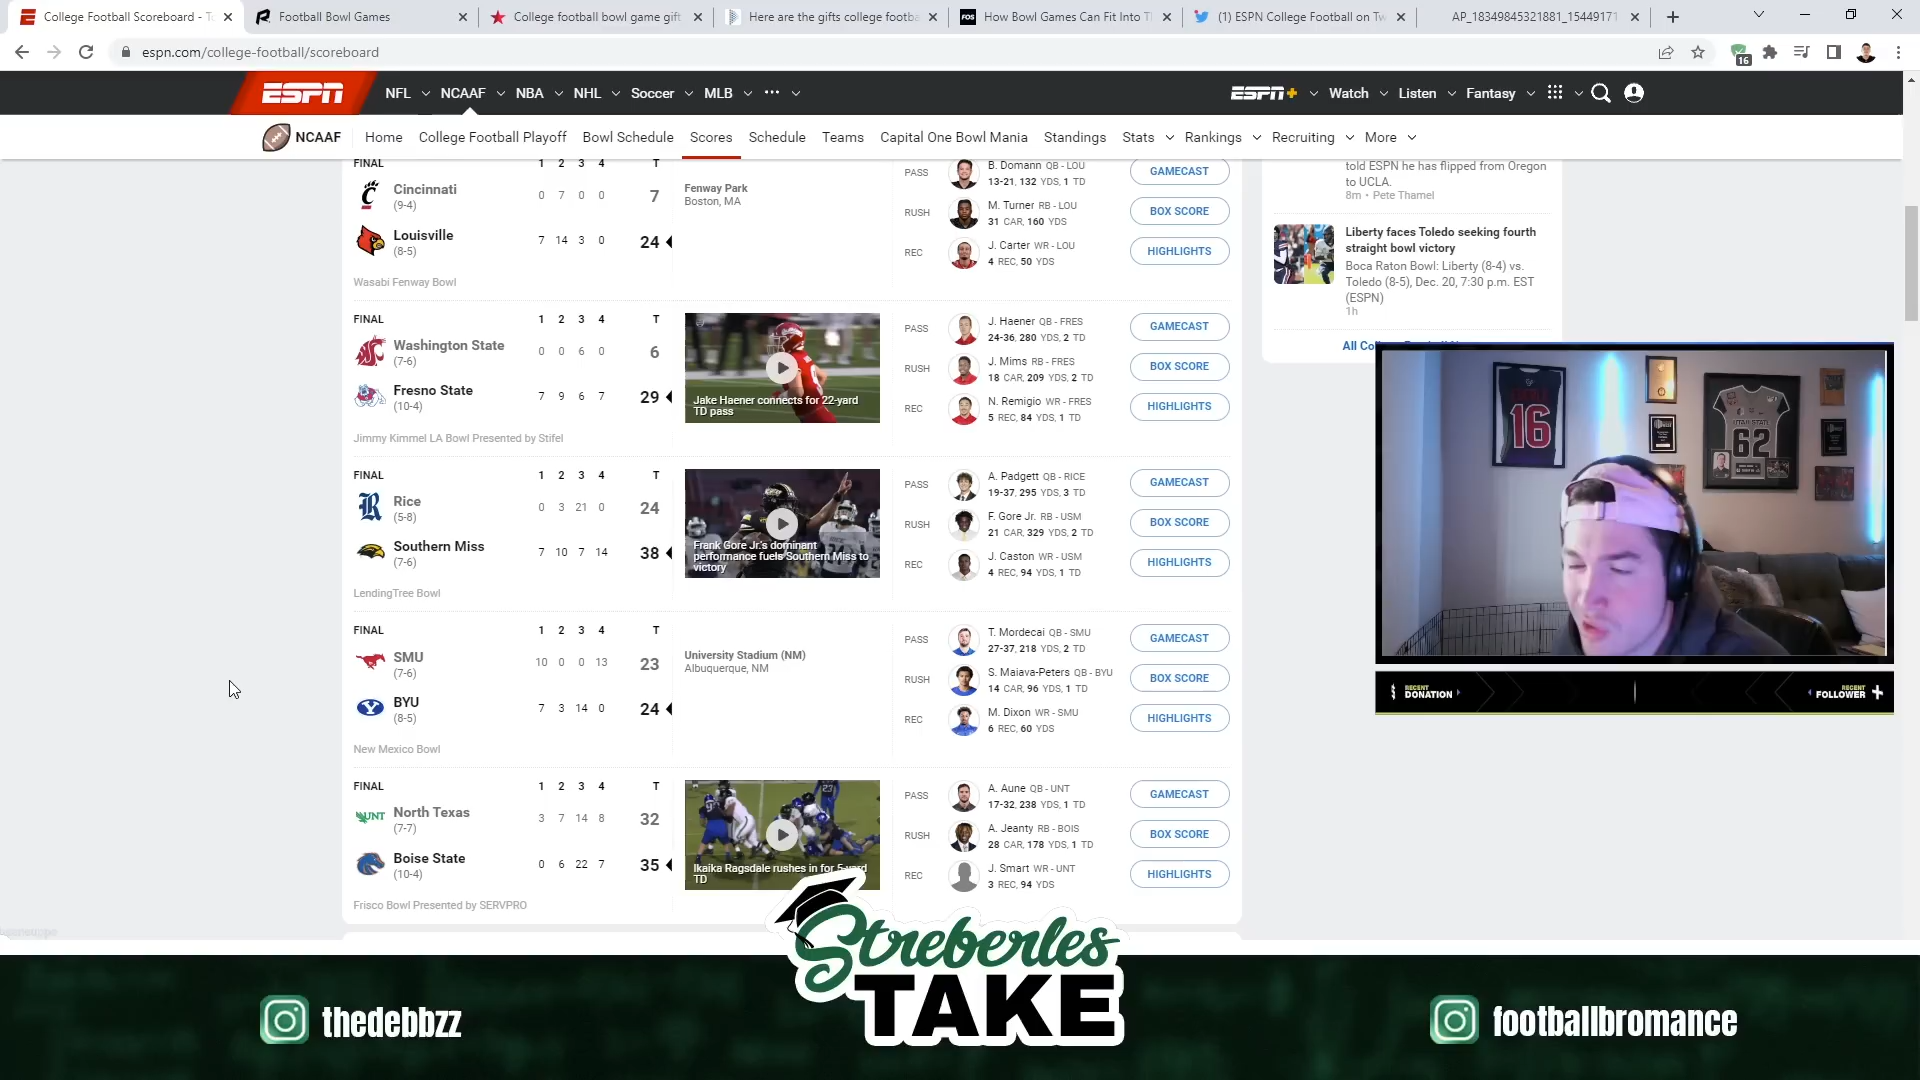 College Football Scoreboard - To
Football Bowl Games
College football bowl game gift
Here are the gifts college footba
FOS
How Bowl Games Can Fit Into Th
(1) ESPN College Football on Tw
AP_18349845321881_15449171
espn.com/college-football/scoreboard
16
ESPN
NFL
NCAAF
NBA
NHL
Soccer
MLB
ESPN+
Watch
Listen
Fantasy
NCAAF
Home
College Football Playoff
Bowl Schedule
Scores
Schedule
Teams
Capital One Bowl Mania
Standings
Stats
Rankings
Recruiting
More
FINAL 1 2 3 4 T
Cincinnati 0 7 0 0 7
(9-4)
Louisville 7 14 3 0 24
(8-5)
Wasabi Fenway Bowl
Fenway Park
Boston, MA
PASS B. Domann QB - LOU
13-21, 132 YDS, 1 TD
RUSH M. Turner RB - LOU
31 CAR, 160 YDS
REC J. Carter WR - LOU
4 REC, 50 YDS
GAMECAST
BOX SCORE
HIGHLIGHTS
FINAL 1 2 3 4 T
Washington State 0 0 6 0 6
(7-6)
Fresno State 7 9 6 7 29
(10-4)
Jimmy Kimmel LA Bowl Presented by Stifel
Jake Haener connects for 22-yard
TD pass
PASS J. Haener QB - FRES
24-36, 280 YDS, 2 TD
RUSH J. Mims RB - FRES
18 CAR, 209 YDS, 2 TD
REC N. Remigio WR - FRES
5 REC, 84 YDS, 1 TD
GAMECAST
BOX SCORE
HIGHLIGHTS
FINAL 1 2 3 4 T
Rice 0 3 21 0 24
(5-8)
Southern Miss 7 10 7 14 38
(7-6)
LendingTree Bowl
Frank Gore Jr.'s dominant
performance fuels Southern Miss to
victory
PASS A. Padgett QB - RICE
19-37, 295 YDS, 3 TD
RUSH F. Gore Jr. RB - USM
21 CAR, 329 YDS, 2 TD
REC J. Caston WR - USM
4 REC, 94 YDS, 1 TD
GAMECAST
BOX SCORE
HIGHLIGHTS
FINAL 1 2 3 4 T
SMU 10 0 0 13 23
(7-6)
BYU 7 3 14 0 24
(8-5)
New Mexico Bowl
University Stadium (NM)
Albuquerque, NM
PASS T. Mordecai QB - SMU
27-37, 218 YDS, 2 TD
RUSH S. Maiava-Peters QB - BYU
14 CAR, 96 YDS, 1 TD
REC M. Dixon WR - SMU
6 REC, 60 YDS
GAMECAST
BOX SCORE
HIGHLIGHTS
FINAL 1 2 3 4 T
UNT
North Texas 3 7 14 8 32
(7-7)
Boise State 0 6 22 7 35
(10-4)
Frisco Bowl Presented by SERVPRO
Ikaika Ragsdale rushes in for 5-yard
TD
PASS A. Aune QB - UNT
17-32, 238 YDS, 1 TD
RUSH A. Jeanty RB - BOIS
28 CAR, 178 YDS, 1 TD
REC J. Smart WR - UNT
3 REC, 94 YDS
GAMECAST
BOX SCORE
HIGHLIGHTS
told ESPN he has flipped from Oregon
to UCLA.
8m • Pete Thamel
Liberty faces Toledo seeking fourth
straight bowl victory
Boca Raton Bowl: Liberty (8-4) vs.
Toledo (8-5), Dec. 20, 7:30 p.m. EST
(ESPN)
1h
16
UTAH STATE
62
RECENT
DONATION
RECENT
FOLLOWER
Streberles
TAKE
thedebbzz
footballbromance